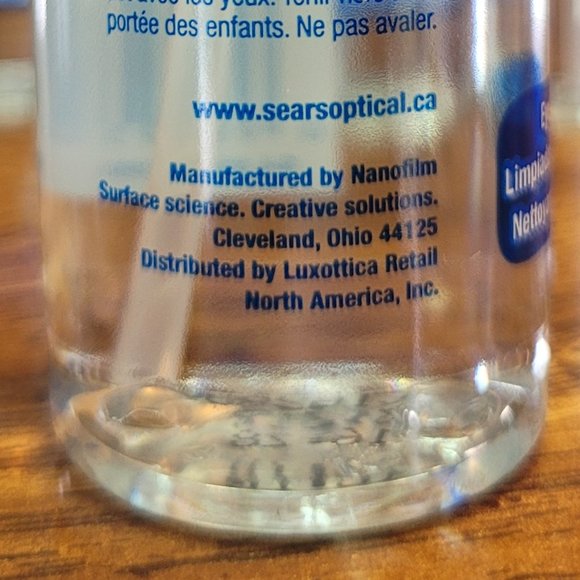 portée des enfants. Ne pas avaler.
www.searsoptical.ca
Manufactured by Nanofilm
Surface science. Creative solutions.
Cleveland, Ohio 44125
Distributed by Luxottica Retail
North America, Inc.